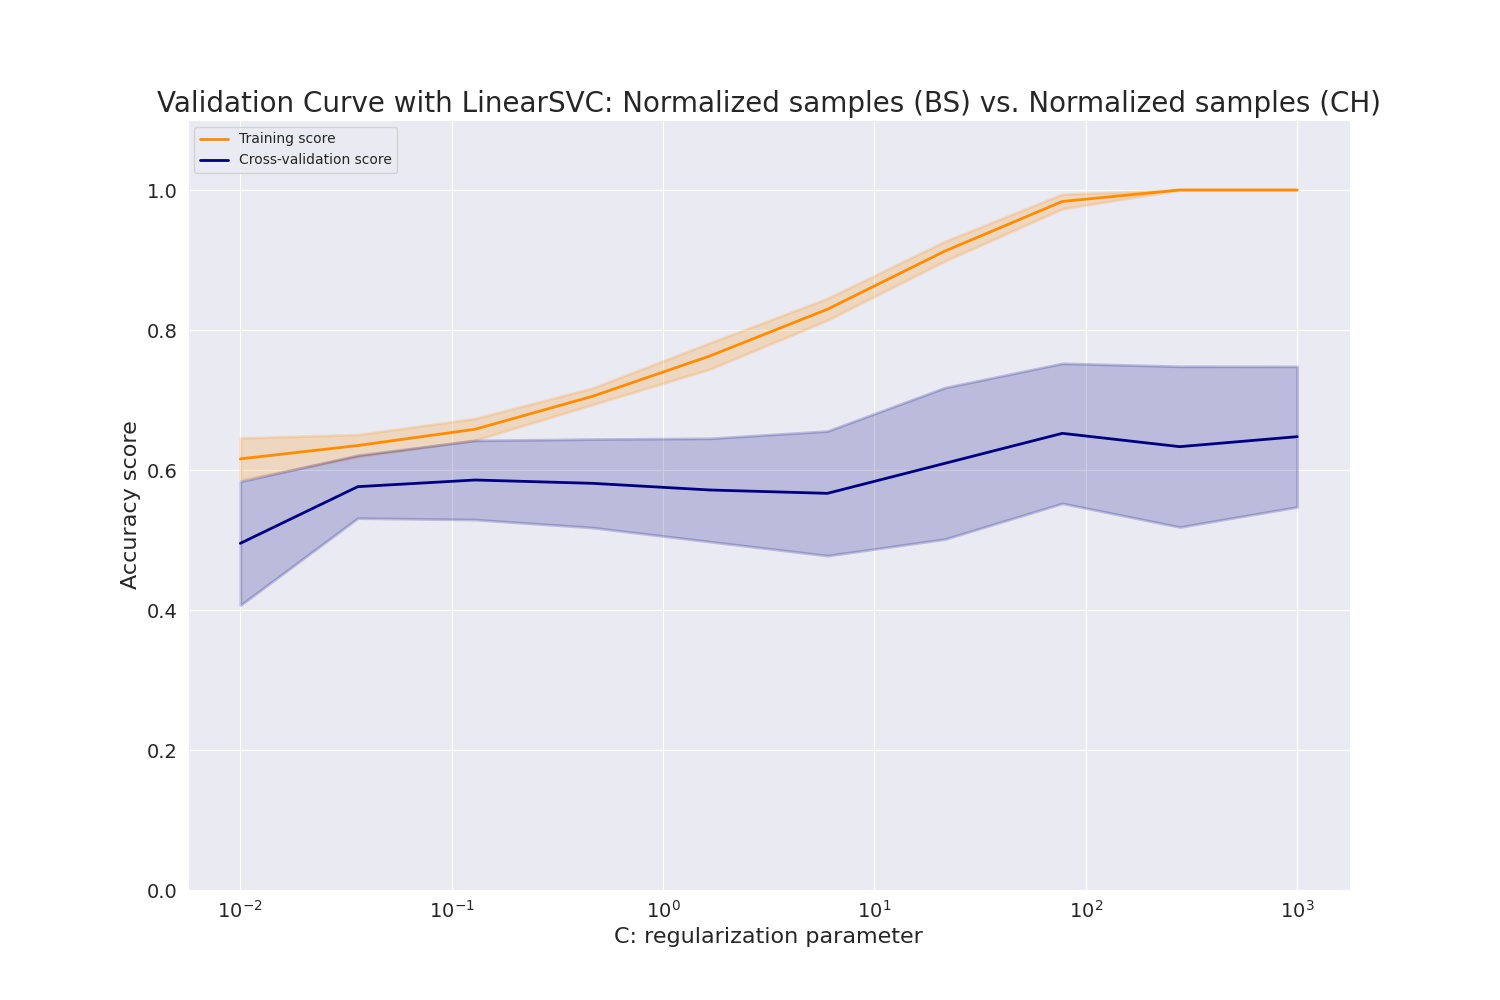 Validation Curve with LinearSVC: Normalized samples (BS) vs. Normalized samples (CH)
Training score
Cross-validation score
1.0
0.8
0.6
0.4
0.2
0.0
Accuracy score
10⁻² 10⁻¹ 10⁰ 10¹ 10² 10³
C: regularization parameter